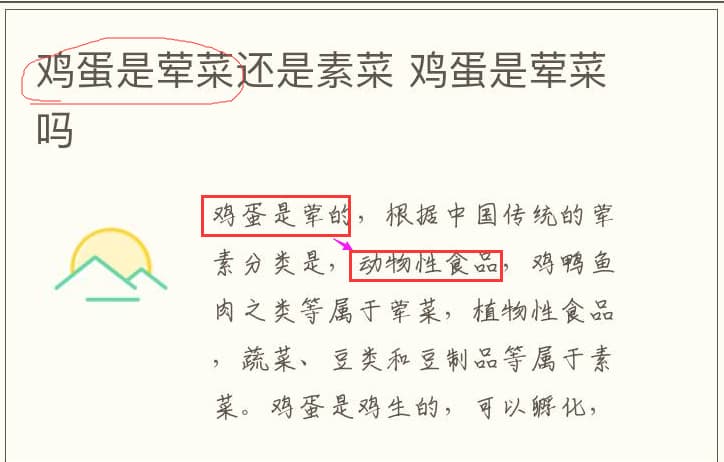 鸡蛋是荤菜还是素菜 鸡蛋是荤菜
吗
鸡蛋是荤的，根据中国传统的荤
素分类是，动物性食品，鸡鸭鱼
肉之类等属于荤菜，植物性食品
，蔬菜、豆类和豆制品等属于素
菜。鸡蛋是鸡生的，可以孵化，